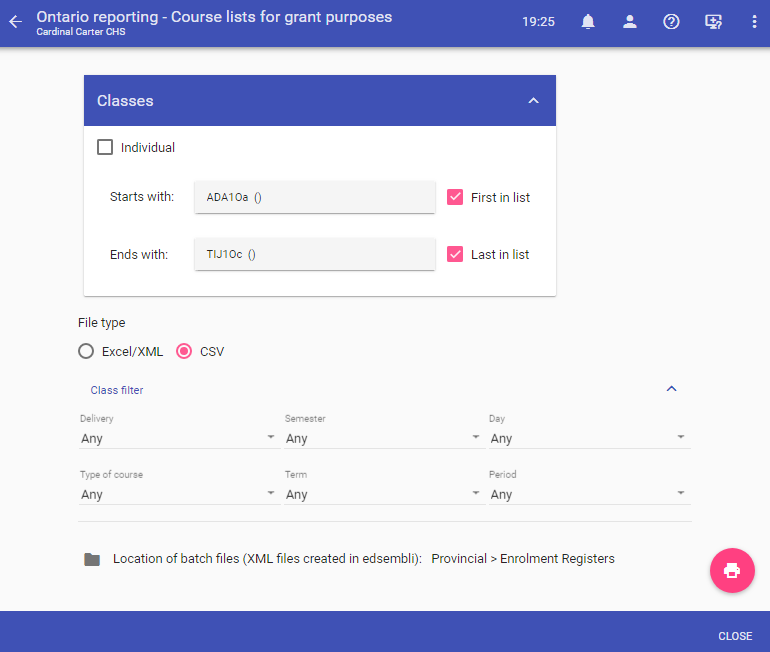 Ontario reporting - Course lists for grant purposes
Cardinal Carter CHS
19:25
Classes
Individual
Starts with: ADA1Oa () First in list
Ends with: TIJ1Oc () Last in list
File type
Excel/XML CSV
Class filter
Delivery Semester Day
Any Any Any
Type of course Term Period
Any Any Any
Location of batch files (XML files created in edsembli): Provincial > Enrolment Registers
CLOSE